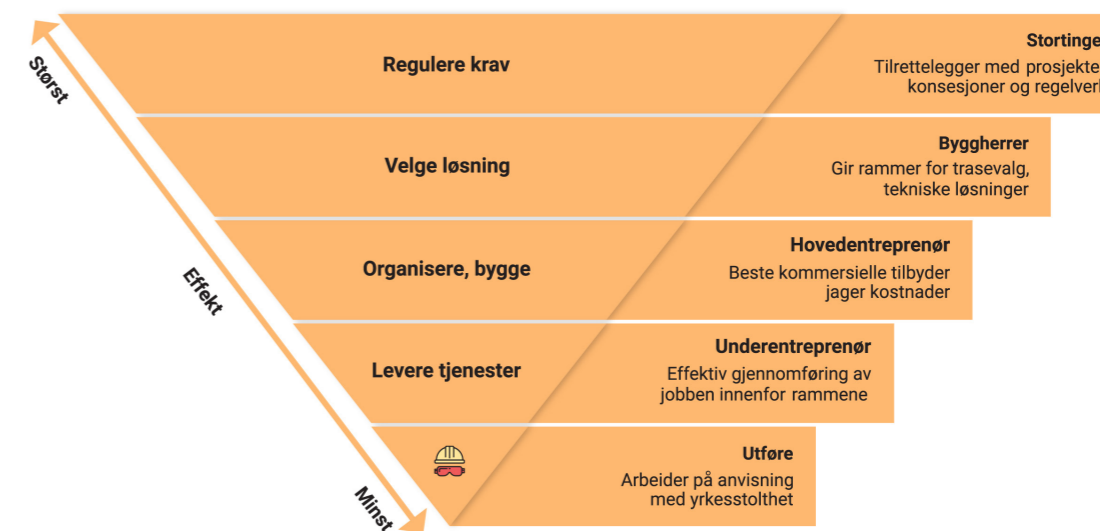 Størst
Effekt
Minst
Regulere krav
Stortinge
Tilrettelegger med prosjekte
konsesjoner og regelverk
Velge løsning
Byggherrer
Gir rammer for trasevalg,
tekniske løsninger
Organisere, bygge
Hovedentreprenør
Beste kommersielle tilbyder
jager kostnader
Levere tjenester
Underentreprenør
Effektiv gjennomføring av
jobben innenfor rammene
Utføre
Arbeider på anvisning
med yrkesstolthet